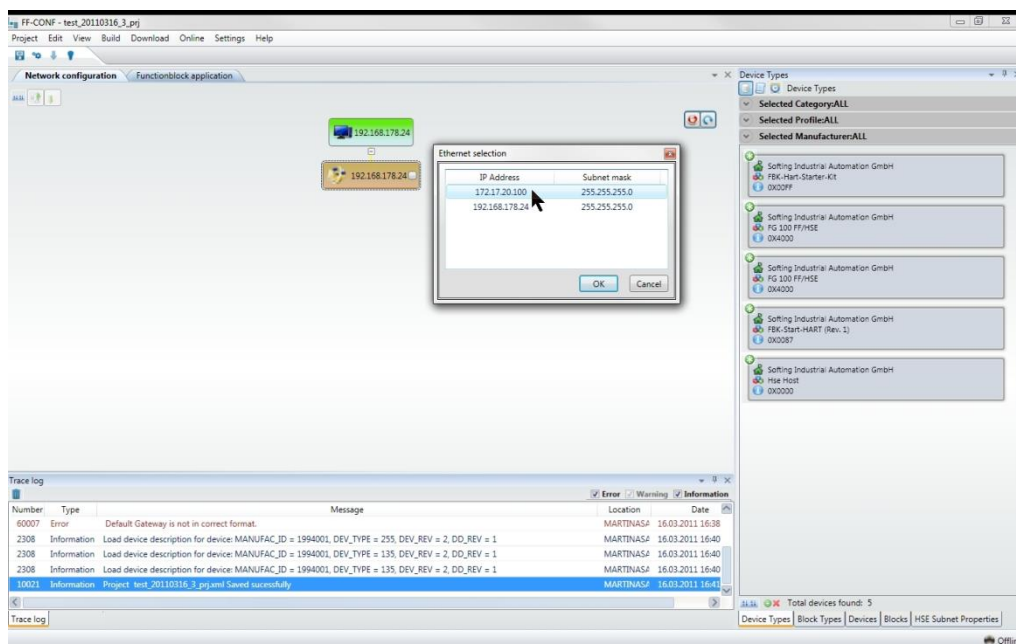 FF-CONF - test_20110316_3_prj
Project Edit View Build Download Online Settings Help
Network configuration Functionblock application
192.168.178.24
192.168.178.24
Ethernet selection
IP Address Subnet mask
172.17.20.100 255.255.255.0
192.168.178.24 255.255.255.0
OK Cancel
Device Types
Device Types
Selected Category:ALL
Selected Profile:ALL
Selected Manufacturer:ALL
Softing Industrial Automation GmbH
FBK-Hart-Starter-Kit
0X00FF
Softing Industrial Automation GmbH
FG 100 FF/HSE
0X4000
Softing Industrial Automation GmbH
FG 100 FF/HSE
0X4000
Softing Industrial Automation GmbH
FBK-Start-HART (Rev. 1)
0X0087
Softing Industrial Automation GmbH
Hse Host
0X0000
Total devices found: 5
Device Types Block Types Devices Blocks HSE Subnet Properties
Trace log
Error Warning Information
Number Type Message Location Date
60007 Error Default Gateway is not in correct format. MARTINASA 16.03.2011 16:38
2308 Information Load device description for device: MANUFAC_ID = 1994001, DEV_TYPE = 255, DEV_REV = 2, DD_REV = 1 MARTINASA 16.03.2011 16:40
2308 Information Load device description for device: MANUFAC_ID = 1994001, DEV_TYPE = 135, DEV_REV = 2, DD_REV = 1 MARTINASA 16.03.2011 16:40
2308 Information Load device description for device: MANUFAC_ID = 1994001, DEV_TYPE = 135, DEV_REV = 2, DD_REV = 1 MARTINASA 16.03.2011 16:40
10021 Information Project test_20110316_3_prj.xml Saved sucessfully MARTINASA 16.03.2011 16:41
Trace log